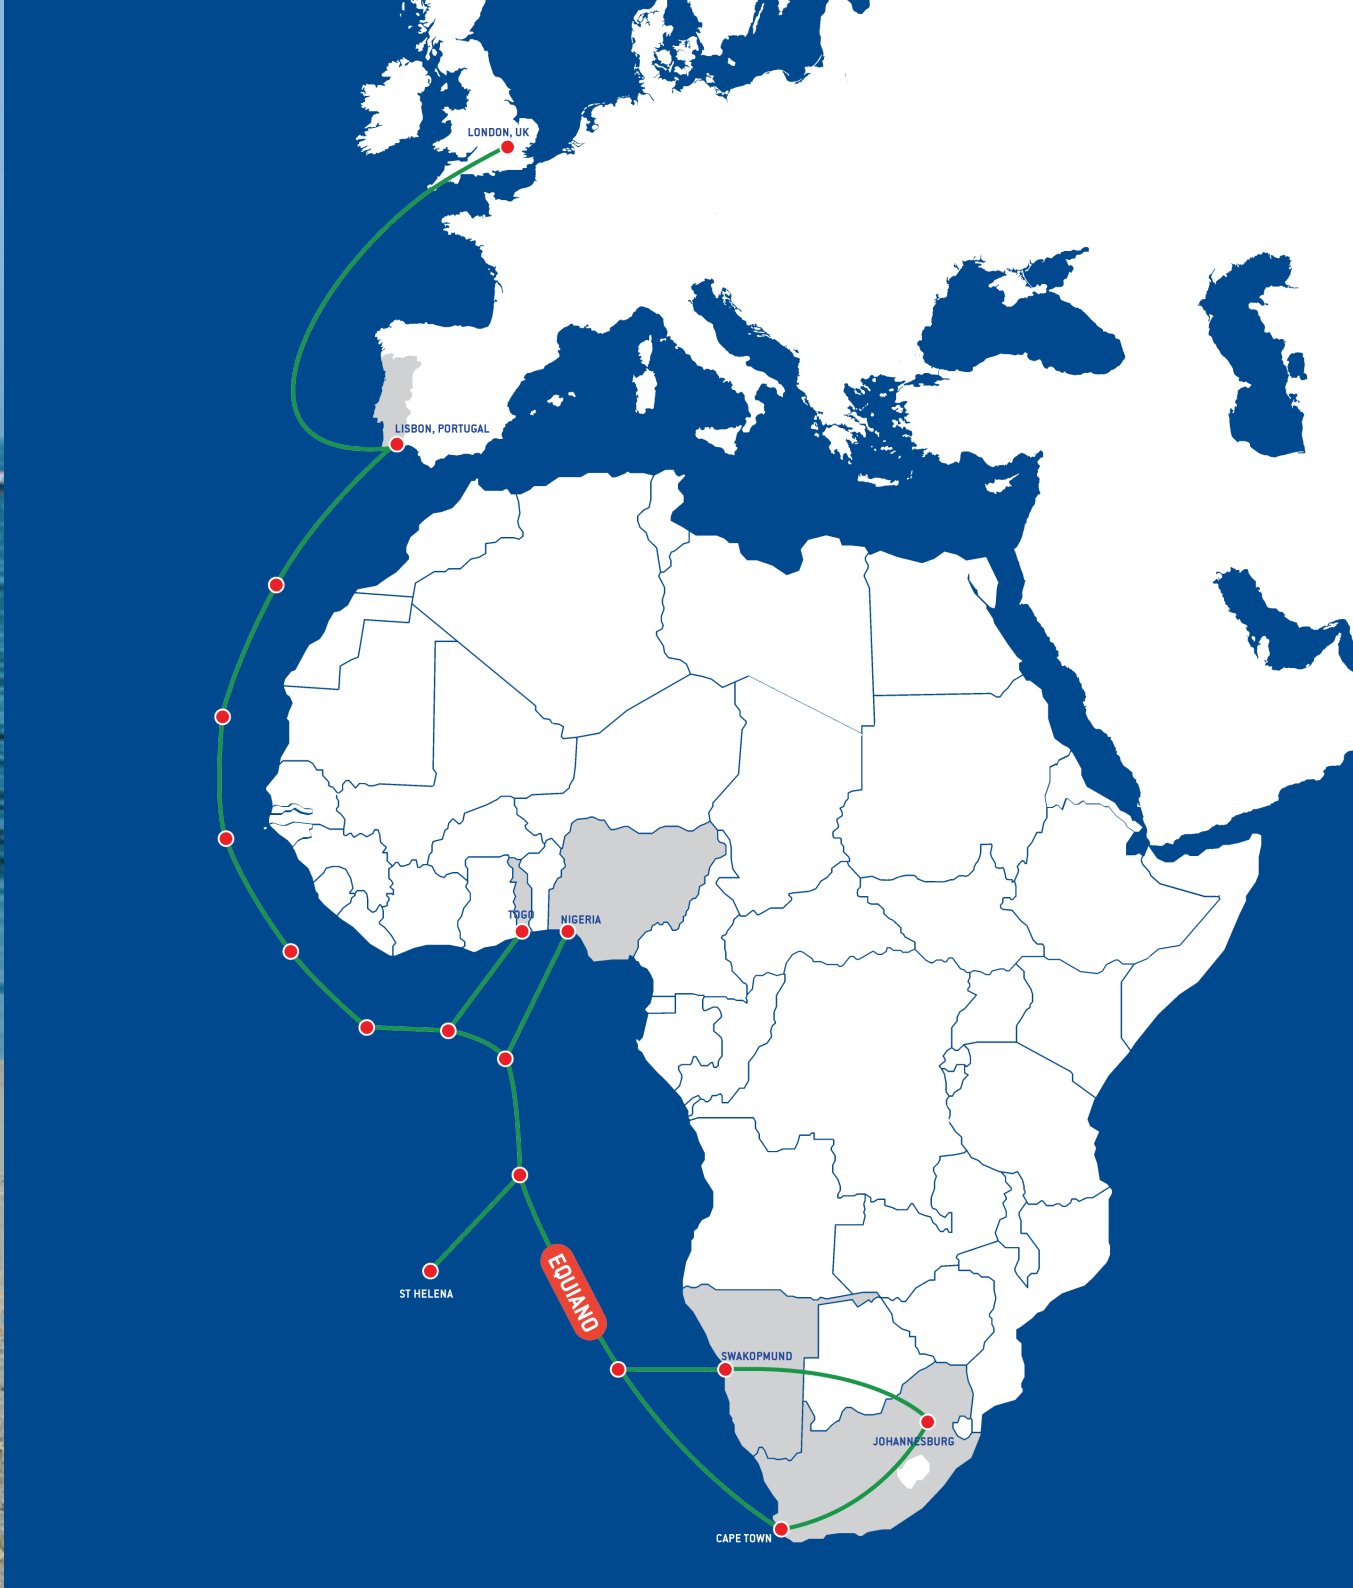 LONDON, UK
LISBON, PORTUGAL
TOGO
NIGERIA
EQUIANO
ST HELENA
SWAKOPMUND
JOHANNESBURG
CAPE TOWN